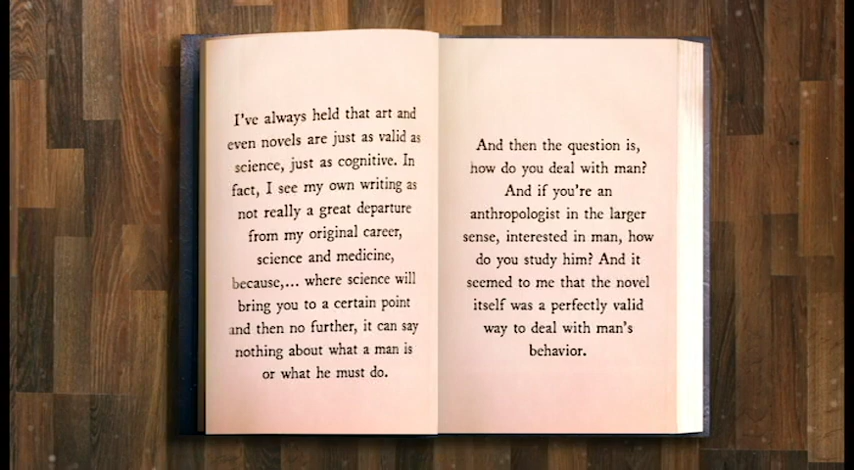 I've always held that art and
even novels are just as valid as
science, just as cognitive. In
fact, I see my own writing as
not really a great departure
from my original career,
science and medicine,
because,... where science will
bring you to a certain point
and then no further, it can say
nothing about what a man is
or what he must do.
And then the question is,
how do you deal with man?
And if you're an
anthropologist in the larger
sense, interested in man, how
do you study him? And it
seemed to me that the novel
itself was a perfectly valid
way to deal with man's
behavior.